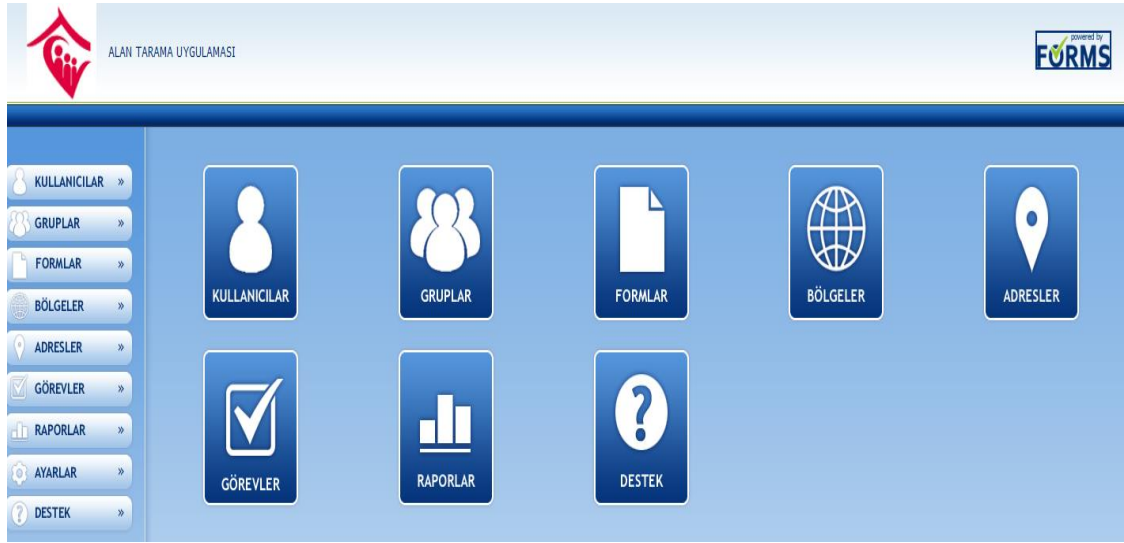 ALAN TARAMA UYGULAMASI
powered by
FORMS
KULLANICILAR »
GRUPLAR »
FORMLAR »
BÖLGELER »
ADRESLER »
GÖREVLER »
RAPORLAR »
AYARLAR »
DESTEK »
KULLANICILAR
GRUPLAR
FORMLAR
BÖLGELER
ADRESLER
GÖREVLER
RAPORLAR
DESTEK